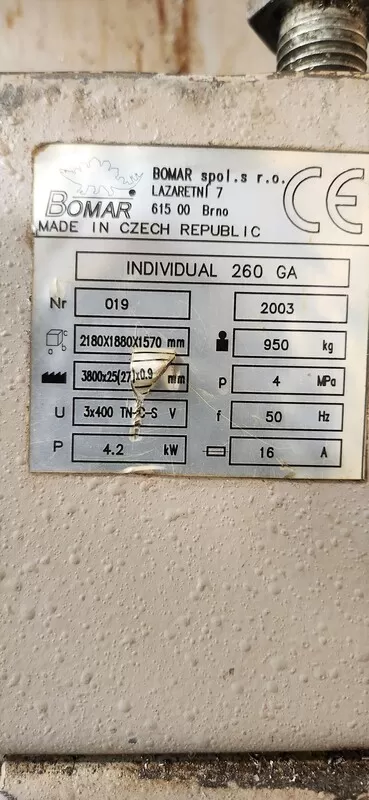 BOMAR
BOMAR spol.s r.o.
LAZARETNÍ 7
615 00 Brno
CE
MADE IN CZECH REPUBLIC
INDIVIDUAL 260 GA
Nr 019 2003
c
a b 2180X1880X1570 mm 950 kg
3800x25(27)x0.9 mm p 4 MPa
U 3x400 TN-C-S V f 50 Hz
P 4.2 kW 16 A